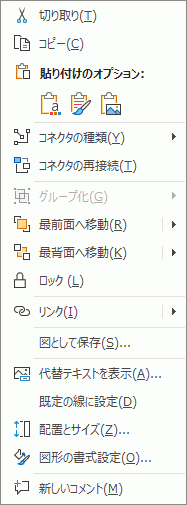 切り取り(T)
コピー(C)
貼り付けのオプション:
コネクタの種類(Y)
コネクタの再接続(T)
グループ化(G)
最前面へ移動(R)
最背面へ移動(K)
ロック(L)
リンク(I)
図として保存(S)...
代替テキストを表示(A)...
既定の線に設定(D)
配置とサイズ(Z)...
図形の書式設定(O)...
新しいコメント(M)